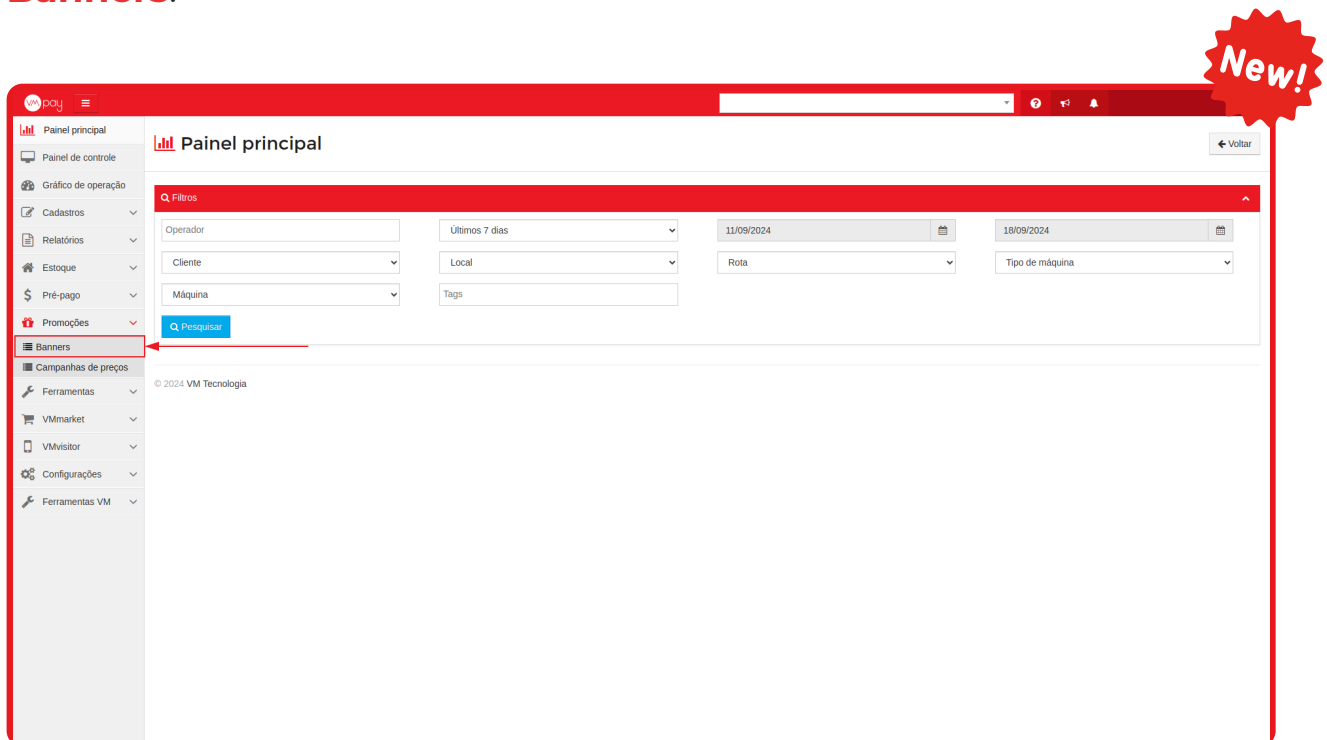 Banners.
New!
VM pay
Painel principal
Painel de controle
Gráfico de operação
Cadastros
Relatórios
Estoque
Pré-pago
Promoções
Banners
Campanhas de preços
Ferramentas
VMmarket
VMvisitor
Configurações
Ferramentas VM
Painel principal
Voltar
Filtros
Operador
Últimos 7 dias
11/09/2024
18/09/2024
Cliente
Local
Rota
Tipo de máquina
Máquina
Tags
Pesquisar
© 2024 VM Tecnologia